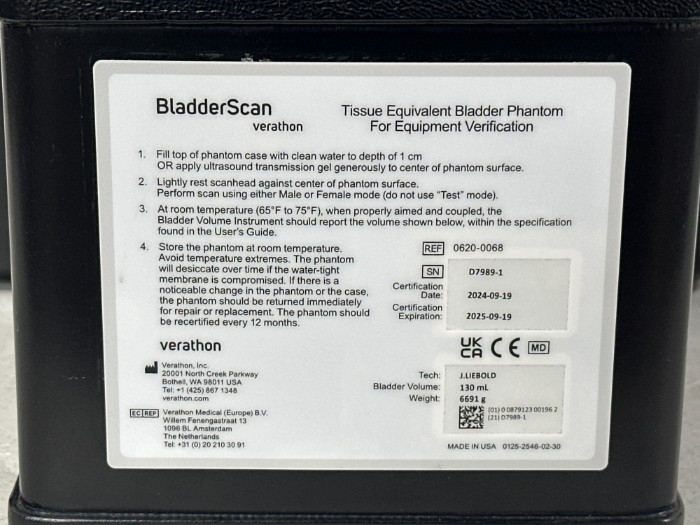 BladderScan
verathon
Tissue Equivalent Bladder Phantom
For Equipment Verification
1. Fill top of phantom case with clean water to depth of 1 cm
OR apply ultrasound transmission gel generously to center of phantom surface.
2. Lightly rest scanhead against center of phantom surface.
Perform scan using either Male or Female mode (do not use "Test" mode).
3. At room temperature (65°F to 75°F), when properly aimed and coupled, the
Bladder Volume Instrument should report the volume shown below, within the specification
found in the User's Guide.
4. Store the phantom at room temperature.
Avoid temperature extremes. The phantom
will desiccate over time if the water-tight
membrane is compromised. If there is a
noticeable change in the phantom or the case,
the phantom should be returned immediately
for repair or replacement. The phantom should
be recertified every 12 months.
REF 0620-0068
SN D7989-1
Certification
Date: 2024-09-19
Certification
Expiration: 2025-09-19
UK
CA CE MD
verathon
Verathon, Inc.
20001 North Creek Parkway
Bothell, WA 98011 USA
Tel: +1 (425) 867 1348
verathon.com
EC REP Verathon Medical (Europe) B.V.
Willem Fenengastraat 13
1096 BL Amsterdam
The Netherlands
Tel: +31 (0) 20 210 30 91
Tech: J.LIEBOLD
Bladder Volume: 130 mL
Weight: 6691 g
(01) 0 0879123 00196 2
(21) D7989-1
MADE IN USA 0125-2546-02-30